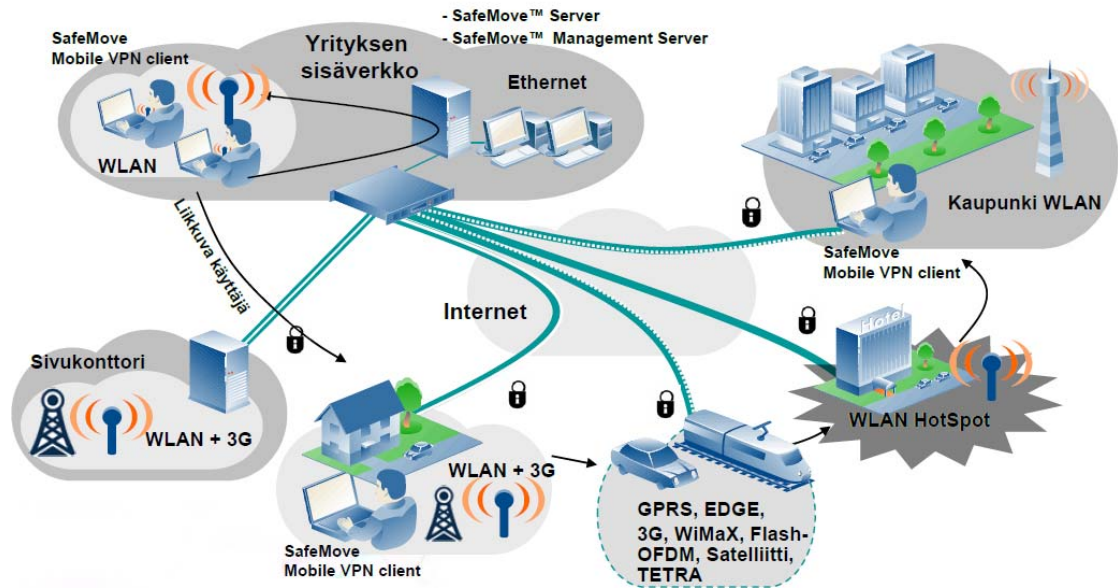 - SafeMove™ Server
- SafeMove™ Management Server
SafeMove
Mobile VPN client
Yrityksen
sisäverkko
Ethernet
WLAN
Liikkuva käyttäjä
Kaupunki WLAN
SafeMove
Mobile VPN client
Internet
Hotel
WLAN HotSpot
Sivukonttori
WLAN + 3G
WLAN + 3G
SafeMove
Mobile VPN client
GPRS, EDGE,
3G, WiMaX, Flash-
OFDM, Satelliitti,
TETRA